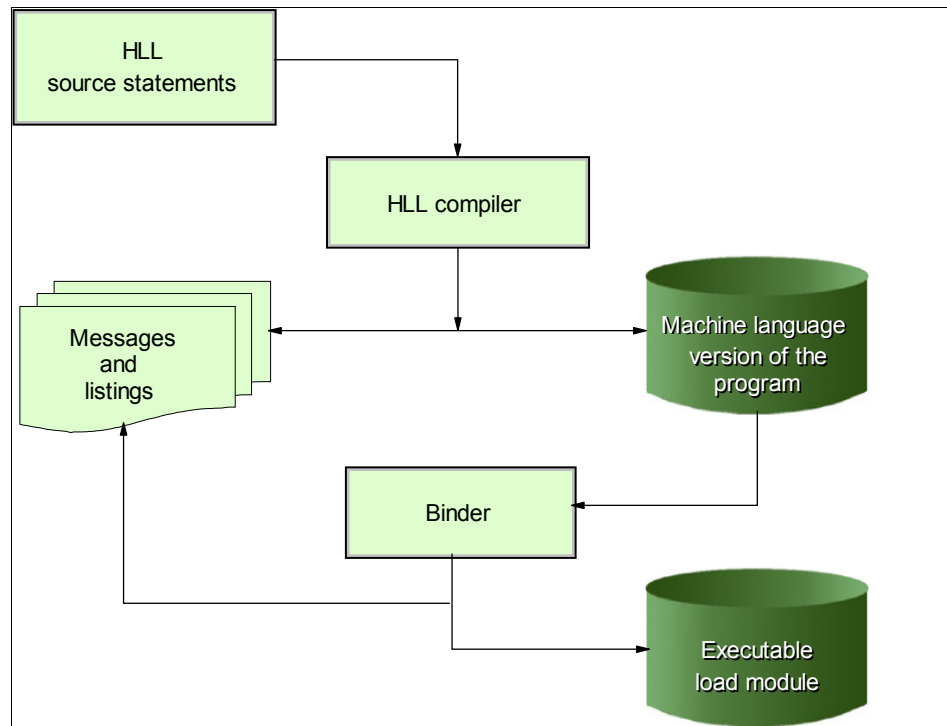 HLL
source statements
HLL compiler
Messages
and
listings
Machine language
version of the
program
Binder
Executable
load module